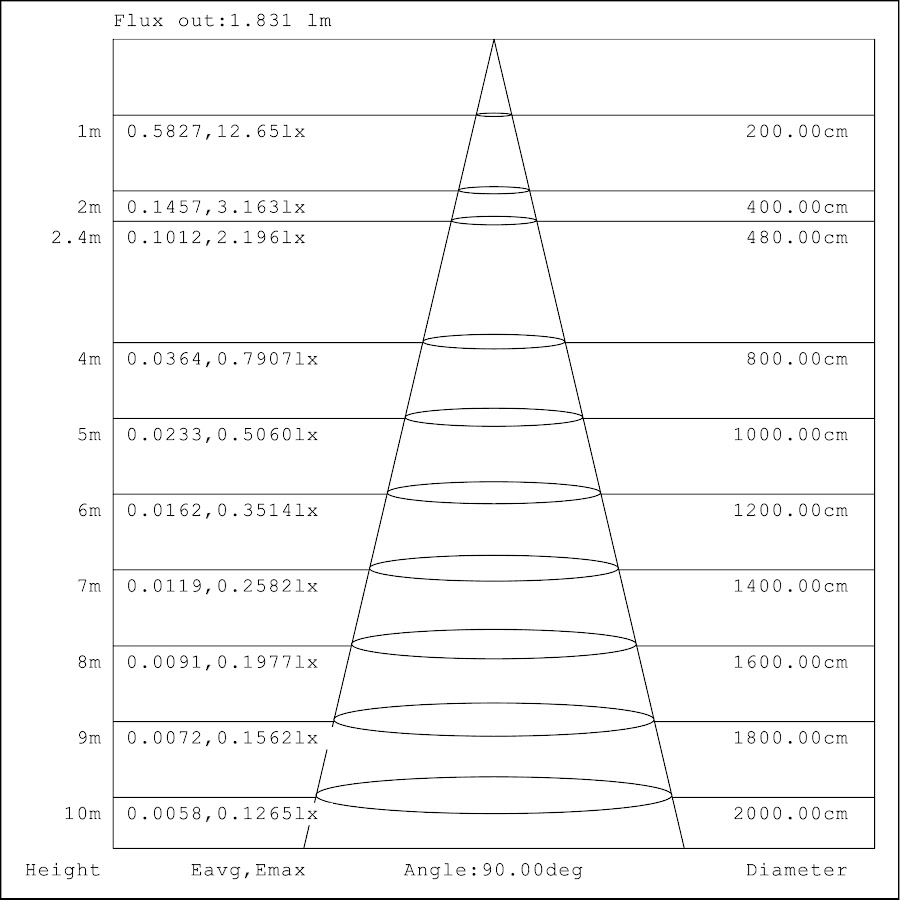 Flux out:1.831 lm
1m 0.5827,12.65lx 200.00cm
2m 0.1457,3.163lx 400.00cm
2.4m 0.1012,2.196lx 480.00cm
4m 0.0364,0.7907lx 800.00cm
5m 0.0233,0.5060lx 1000.00cm
6m 0.0162,0.3514lx 1200.00cm
7m 0.0119,0.2582lx 1400.00cm
8m 0.0091,0.1977lx 1600.00cm
9m 0.0072,0.1562lx 1800.00cm
10m 0.0058,0.1265lx 2000.00cm
Height Eavg,Emax Angle:90.00deg Diameter